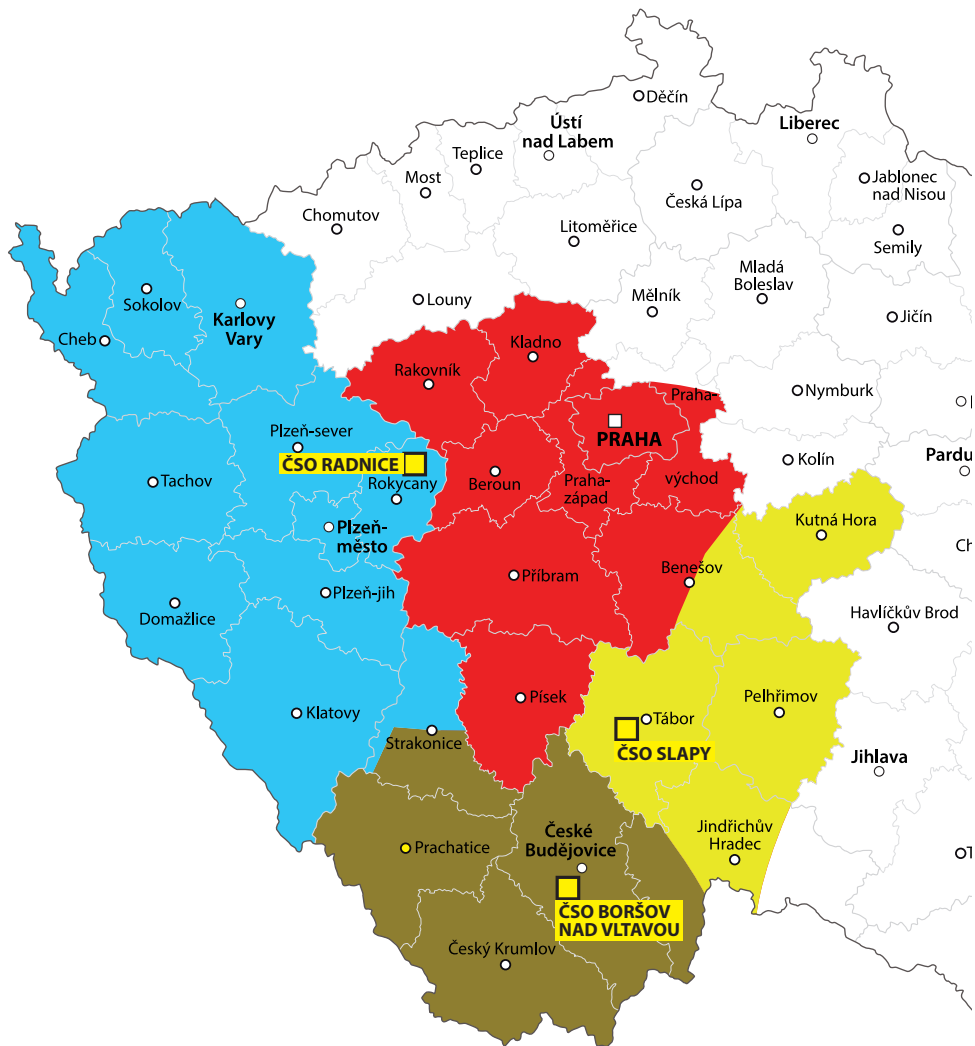 Děčín
Ústí
nad Labem
Liberec
Teplice
Most
Jablonec
nad Nisou
Česká Lípa
Chomutov
Litoměřice
Semily
Mladá
Boleslav
Mělník
Louny
Sokolov
Karlovy
Vary
Jičín
Cheb
Kladno
Rakovník
Praha-
Nymburk
PRAHA
Plzeň-sever
ČSO RADNICE
Rokycany
Beroun
Praha-
západ
východ
Kolín
Pardu
Tachov
Plzeň-
město
Kutná Hora
Ch
Příbram
Benešov
Plzeň-jih
Domažlice
Havlíčkův Brod
Písek
Pelhřimov
Klatovy
Tábor
Strakonice
ČSO SLAPY
Jihlava
Jindřichův
Hradec
České
Budějovice
Prachatice
T
ČSO BORŠOV
NAD VLTAVOU
Český Krumlov